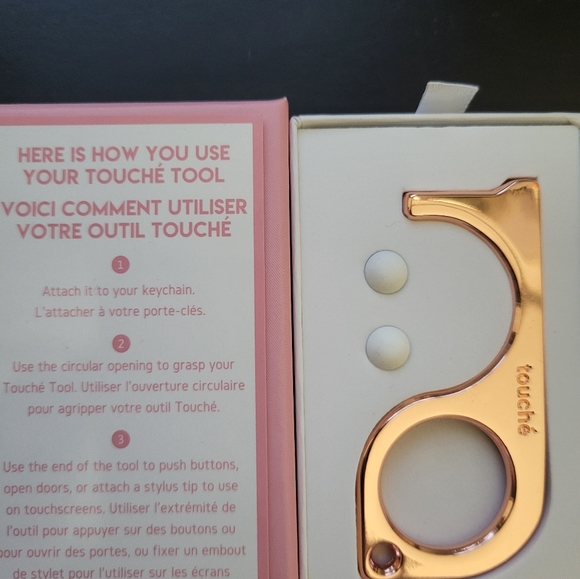 HERE IS HOW YOU USE
YOUR TOUCHÉ TOOL
VOICI COMMENT UTILISER
VOTRE OUTIL TOUCHÉ
1
Attach it to your keychain.
L'attacher à votre porte-clés.
2
Use the circular opening to grasp your
Touché Tool. Utiliser l'ouverture circulaire
pour agripper votre outil Touché.
3
Use the end of the tool to push buttons,
open doors, or attach a stylus tip to use
on touchscreens. Utiliser l'extrémité de
l'outil pour appuyer sur des boutons ou
pour ouvrir des portes, ou fixer un embout
de stylet pour l'utiliser sur les écrans
touché